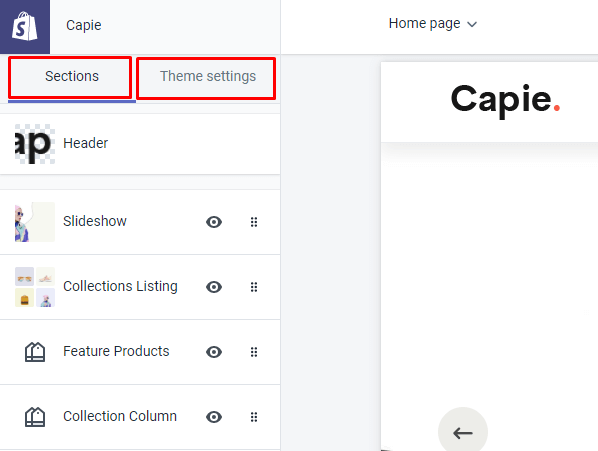 Capie
Home page
Sections
Theme settings
Capie.
ap
Header
Slideshow
Collections Listing
Feature Products
Collection Column